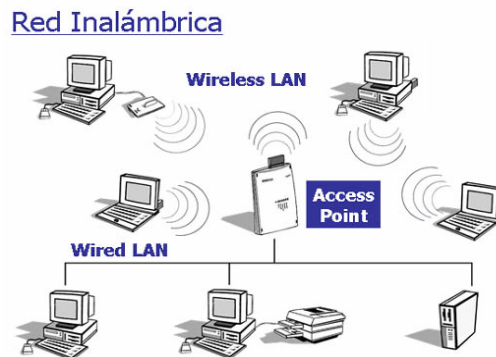 Red Inalámbrica
Wireless LAN
Access
Point
Wired LAN